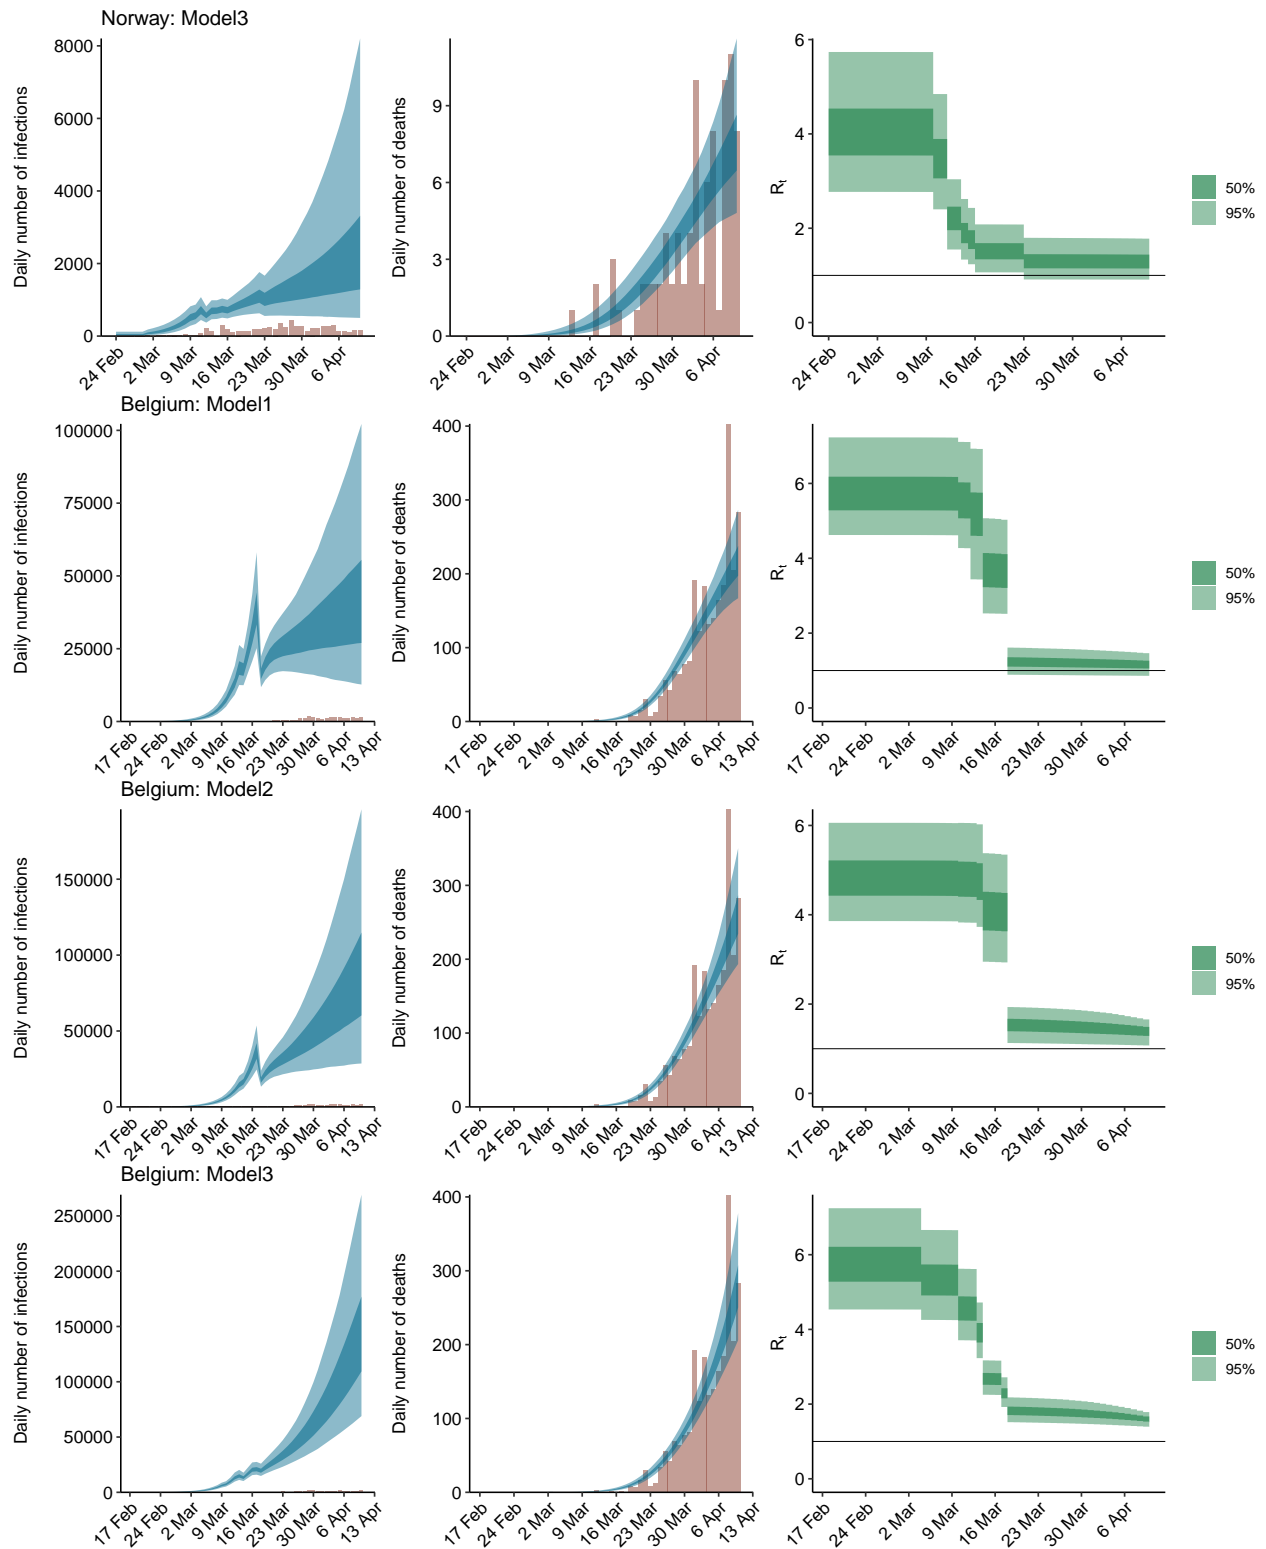 Norway: Model3
Daily number of infections
8000
6000
4000
2000
0
24 Feb
2 Mar
9 Mar
16 Mar
23 Mar
30 Mar
6 Apr
Daily number of deaths
9
6
3
0
24 Feb
2 Mar
9 Mar
16 Mar
23 Mar
30 Mar
6 Apr
Rt
6
4
2
0
24 Feb
2 Mar
9 Mar
16 Mar
23 Mar
30 Mar
6 Apr
50%
95%
Belgium: Model1
Daily number of infections
100000
75000
50000
25000
0
17 Feb
24 Feb
2 Mar
9 Mar
16 Mar
23 Mar
30 Mar
6 Apr
13 Apr
Daily number of deaths
400
300
200
100
0
17 Feb
24 Feb
2 Mar
9 Mar
16 Mar
23 Mar
30 Mar
6 Apr
13 Apr
Rt
6
4
2
0
17 Feb
24 Feb
2 Mar
9 Mar
16 Mar
23 Mar
30 Mar
6 Apr
50%
95%
Belgium: Model2
Daily number of infections
150000
100000
50000
0
17 Feb
24 Feb
2 Mar
9 Mar
16 Mar
23 Mar
30 Mar
6 Apr
13 Apr
Daily number of deaths
400
300
200
100
0
17 Feb
24 Feb
2 Mar
9 Mar
16 Mar
23 Mar
30 Mar
6 Apr
13 Apr
Rt
6
4
2
0
17 Feb
24 Feb
2 Mar
9 Mar
16 Mar
23 Mar
30 Mar
6 Apr
50%
95%
Belgium: Model3
Daily number of infections
250000
200000
150000
100000
50000
0
17 Feb
24 Feb
2 Mar
9 Mar
16 Mar
23 Mar
30 Mar
6 Apr
13 Apr
Daily number of deaths
400
300
200
100
0
17 Feb
24 Feb
2 Mar
9 Mar
16 Mar
23 Mar
30 Mar
6 Apr
13 Apr
Rt
6
4
2
0
17 Feb
24 Feb
2 Mar
9 Mar
16 Mar
23 Mar
30 Mar
6 Apr
50%
95%